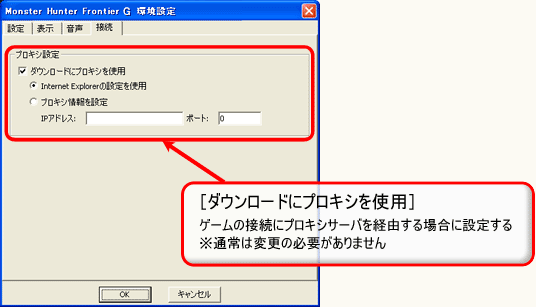 Monster Hunter Frontier G 環境設定
設定 表示 音声 接続
プロキシ設定
ダウンロードにプロキシを使用
Internet Explorerの設定を使用
プロキシ情報を設定
IPアドレス: ポート: 0
[ダウンロードにプロキシを使用]
ゲームの接続にプロキシサーバを経由する場合に設定する
※通常は変更の必要がありません
OK キャンセル